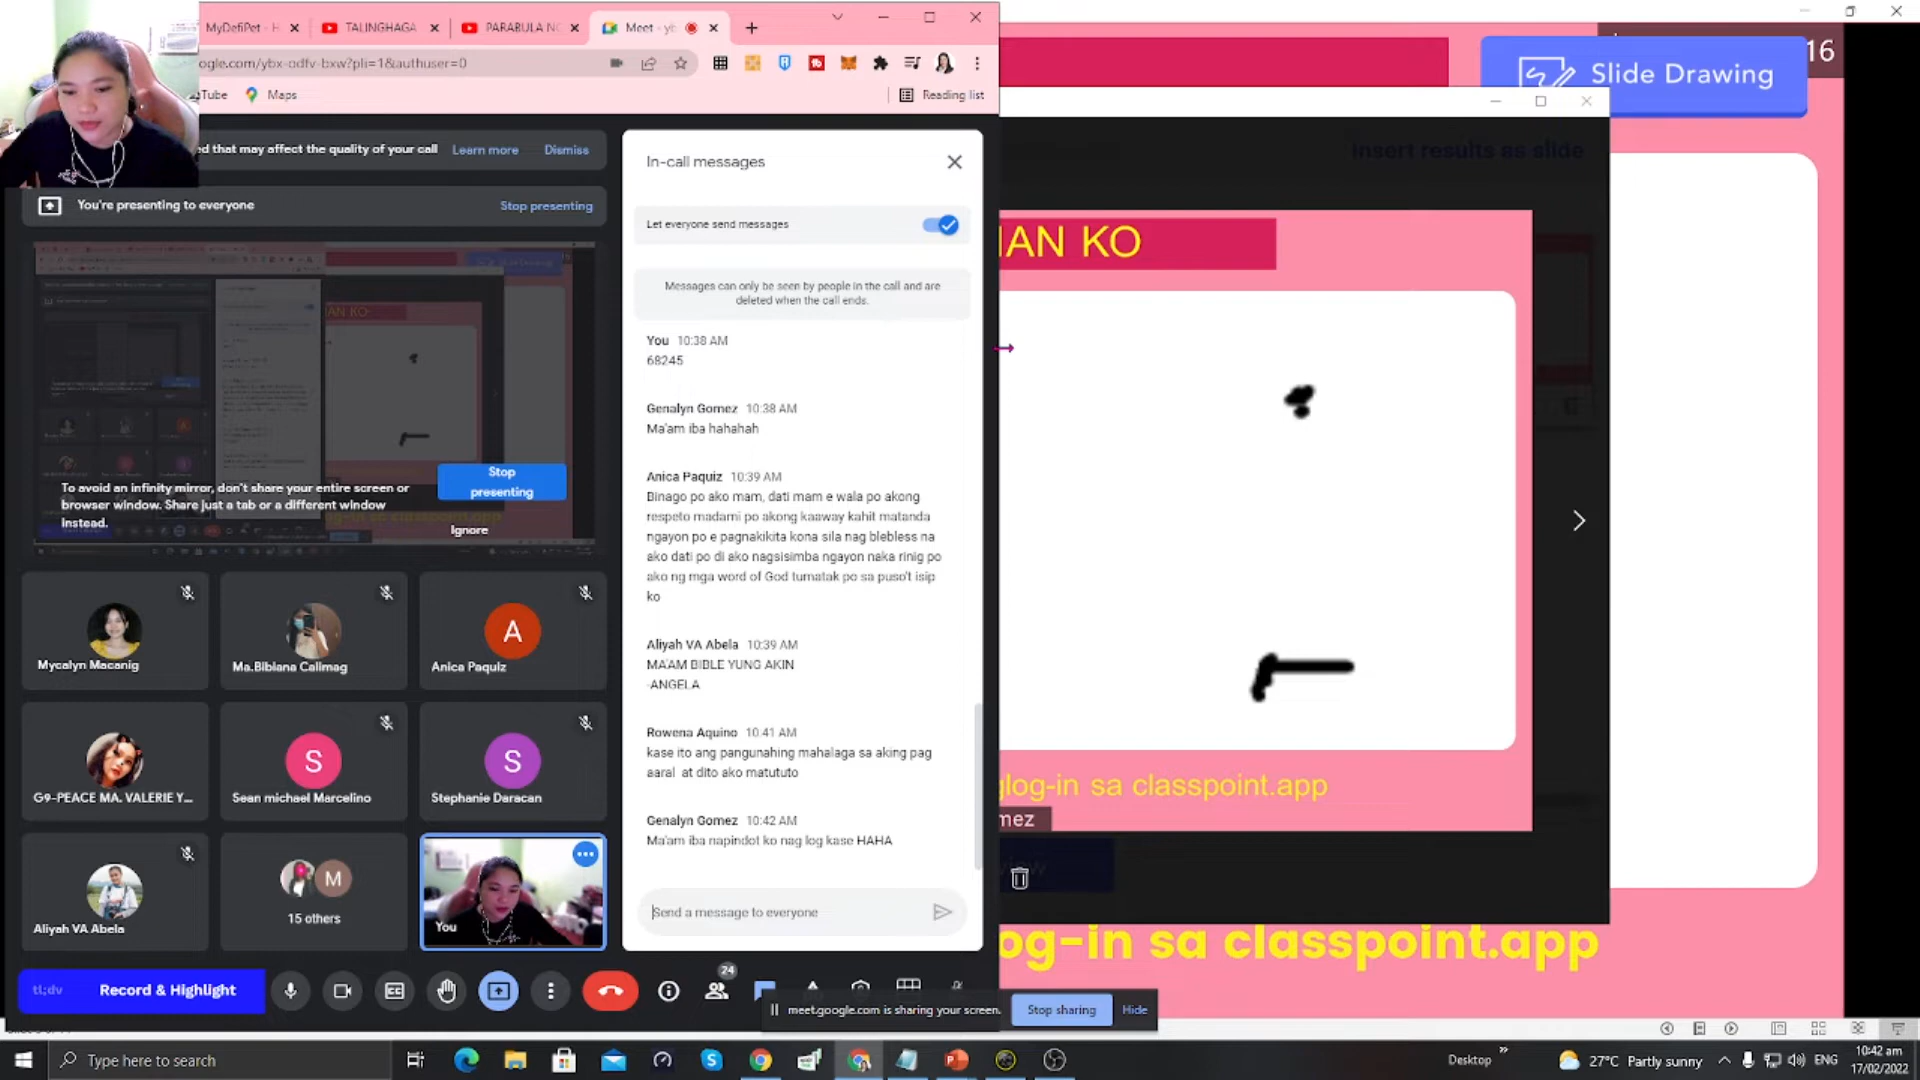 MyDefiPet - H
TALINGHAGA
PARABULA NG
Meet - yb
ogle.com/ybx-odfv-bxw?pli=1&authuser=0
Tube
Maps
Reading list
ed that may affect the quality of your call
Learn more
Dismiss
You're presenting to everyone
Stop presenting
To avoid an infinity mirror, don't share your entire screen or
browser window. Share just a tab or a different window
instead.
Stop
presenting
Ignore
Mycalyn Macanig
Ma.Bibiana Calimag
A
Anica Paquiz
G9-PEACE MA. VALERIE Y...
S
Sean michael Marcelino
S
Stephanie Daracan
Aliyah VA Abela
M
15 others
You
tl;dv
Record & Highlight
24
In-call messages
Let everyone send messages
Messages can only be seen by people in the call and are
deleted when the call ends.
You 10:38 AM
68245
Genalyn Gomez 10:38 AM
Ma'am iba hahahah
Anica Paquiz 10:39 AM
Binago po ako mam, dati mam e wala po akong
respeto madami po akong kaaway kahit matanda
ngayon po e pagnakikita kona sila nag blebless na
ako dati po di ako nagsisimba ngayon naka rinig po
ako ng mga word of God tumatak po sa puso't isip
ko
Aliyah VA Abela 10:39 AM
MA'AM BIBLE YUNG AKIN
-ANGELA
Rowena Aquino 10:41 AM
kase ito ang pangunahing mahalaga sa aking pag
aaral at dito ako matututo
Genalyn Gomez 10:42 AM
Ma'am iba napindot ko nag log kase HAHA
Send a message to everyone
meet.google.com is sharing your screen.
Stop sharing
Hide
16
Slide Drawing
insert results as slide
AN KO
glog-in sa classpoint.app
mez
og-in sa classpoint.app
Type here to search
Desktop
27°C Partly sunny
ENG
10:42 am
17/02/2022